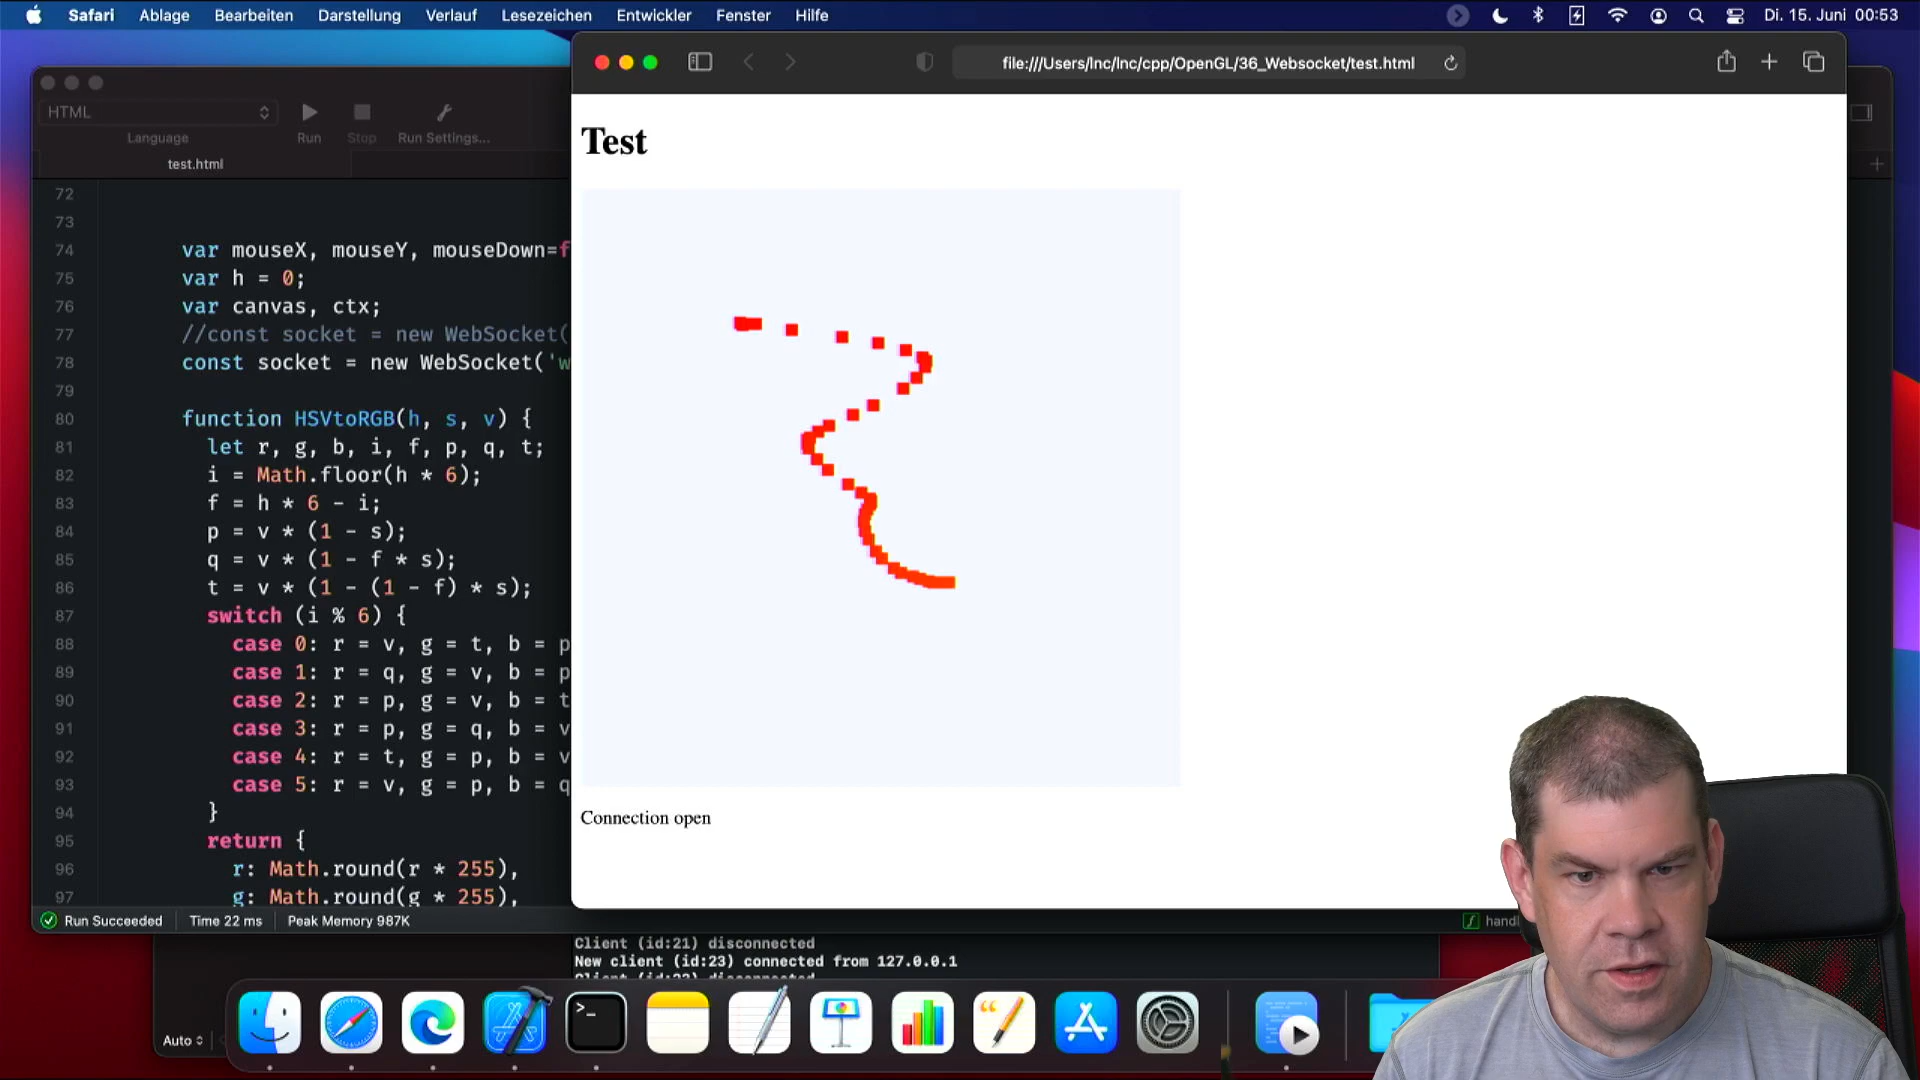 Safari Ablage Bearbeiten Darstellung Verlauf Lesezeichen Entwickler Fenster Hilfe Di. 15. Juni 00:53
file:///Users/lnc/lnc/cpp/OpenGL/36_Websocket/test.html
HTML
Language Run Stop Run Settings...
test.html
Test
72
73
74 var mouseX, mouseY, mouseDown=f
75 var h = 0;
76 var canvas, ctx;
77 //const socket = new WebSocket(
78 const socket = new WebSocket('w
79
80 function HSVtoRGB(h, s, v) {
81 let r, g, b, i, f, p, q, t;
82 i = Math.floor(h * 6);
83 f = h * 6 - i;
84 p = v * (1 - s);
85 q = v * (1 - f * s);
86 t = v * (1 - (1 - f) * s);
87 switch (i % 6) {
88 case 0: r = v, g = t, b = p
89 case 1: r = q, g = v, b = p
90 case 2: r = p, g = v, b = t
91 case 3: r = p, g = q, b = v
92 case 4: r = t, g = p, b = v
93 case 5: r = v, g = p, b = q
94 }
95 return {
96 r: Math.round(r * 255),
97 g: Math.round(g * 255),
Connection open
Run Succeeded Time 22 ms Peak Memory 987K
Client (id:21) disconnected
New client (id:23) connected from 127.0.0.1
Auto